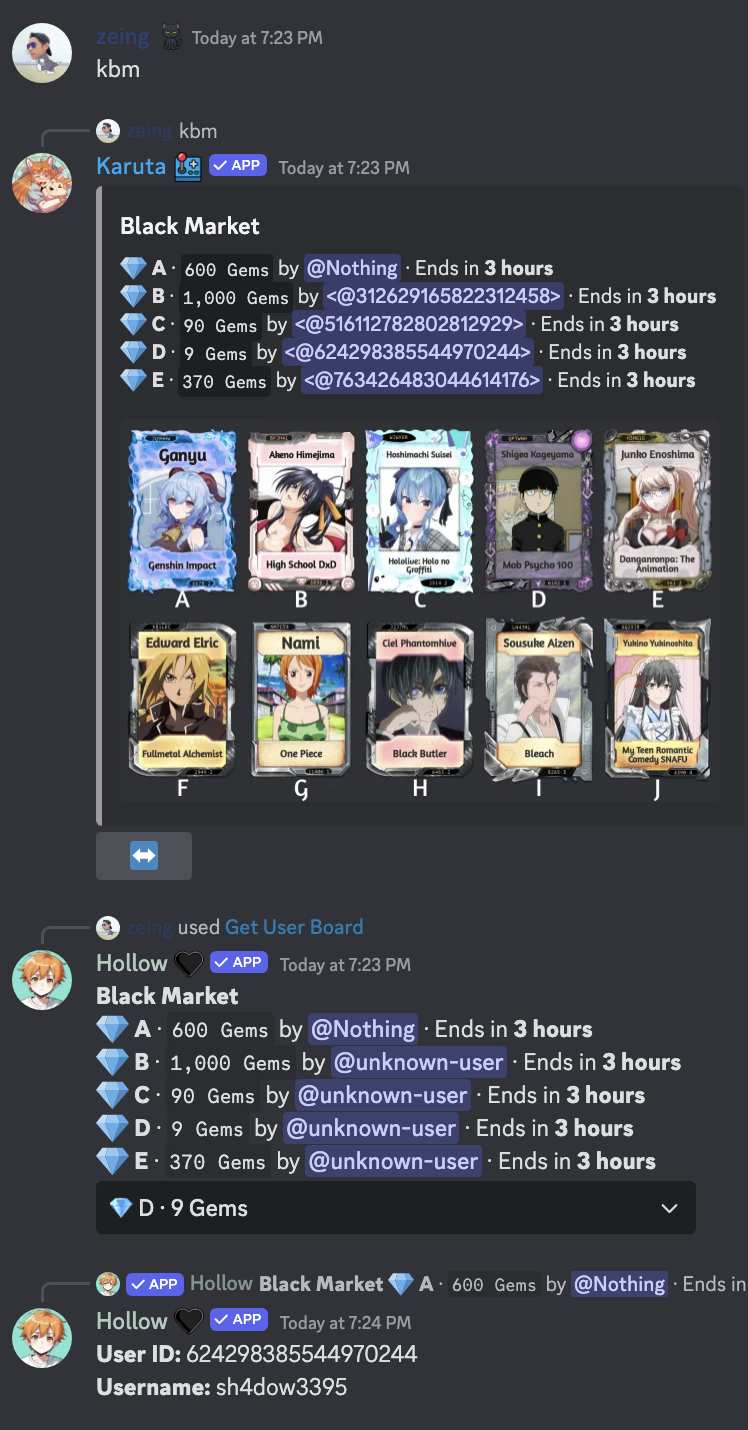 zeing Today at 7:23 PM
kbm
zeing kbm
Karuta APP Today at 7:23 PM
Black Market
A · 600 Gems by @Nothing · Ends in 3 hours
B · 1,000 Gems by <@312629165822312458> · Ends in 3 hours
C · 90 Gems by <@516112782802812929> · Ends in 3 hours
D · 9 Gems by <@624298385544970244> · Ends in 3 hours
E · 370 Gems by <@763426483044614176> · Ends in 3 hours
Ganyu
Genshin Impact
A
Akeno Himejima
High School DxD
B
Hoshimachi Suisei
Hololive: Holo no
Graffiti
C
Shigeo Kageyama
Mob Psycho 100
D
Junko Enoshima
Danganronpa: The
Animation
E
Edward Elric
Fullmetal Alchemist
F
Nami
One Piece
G
Ciel Phantomhive
Black Butler
H
Sousuke Aizen
Bleach
I
Yukino Yukinoshita
My Teen Romantic
Comedy SNAFU
J
zeing used Get User Board
Hollow APP Today at 7:23 PM
Black Market
A · 600 Gems by @Nothing · Ends in 3 hours
B · 1,000 Gems by @unknown-user · Ends in 3 hours
C · 90 Gems by @unknown-user · Ends in 3 hours
D · 9 Gems by @unknown-user · Ends in 3 hours
E · 370 Gems by @unknown-user · Ends in 3 hours
D · 9 Gems
APP Hollow Black Market A · 600 Gems by @Nothing · Ends in
Hollow APP Today at 7:24 PM
User ID: 624298385544970244
Username: sh4dow3395